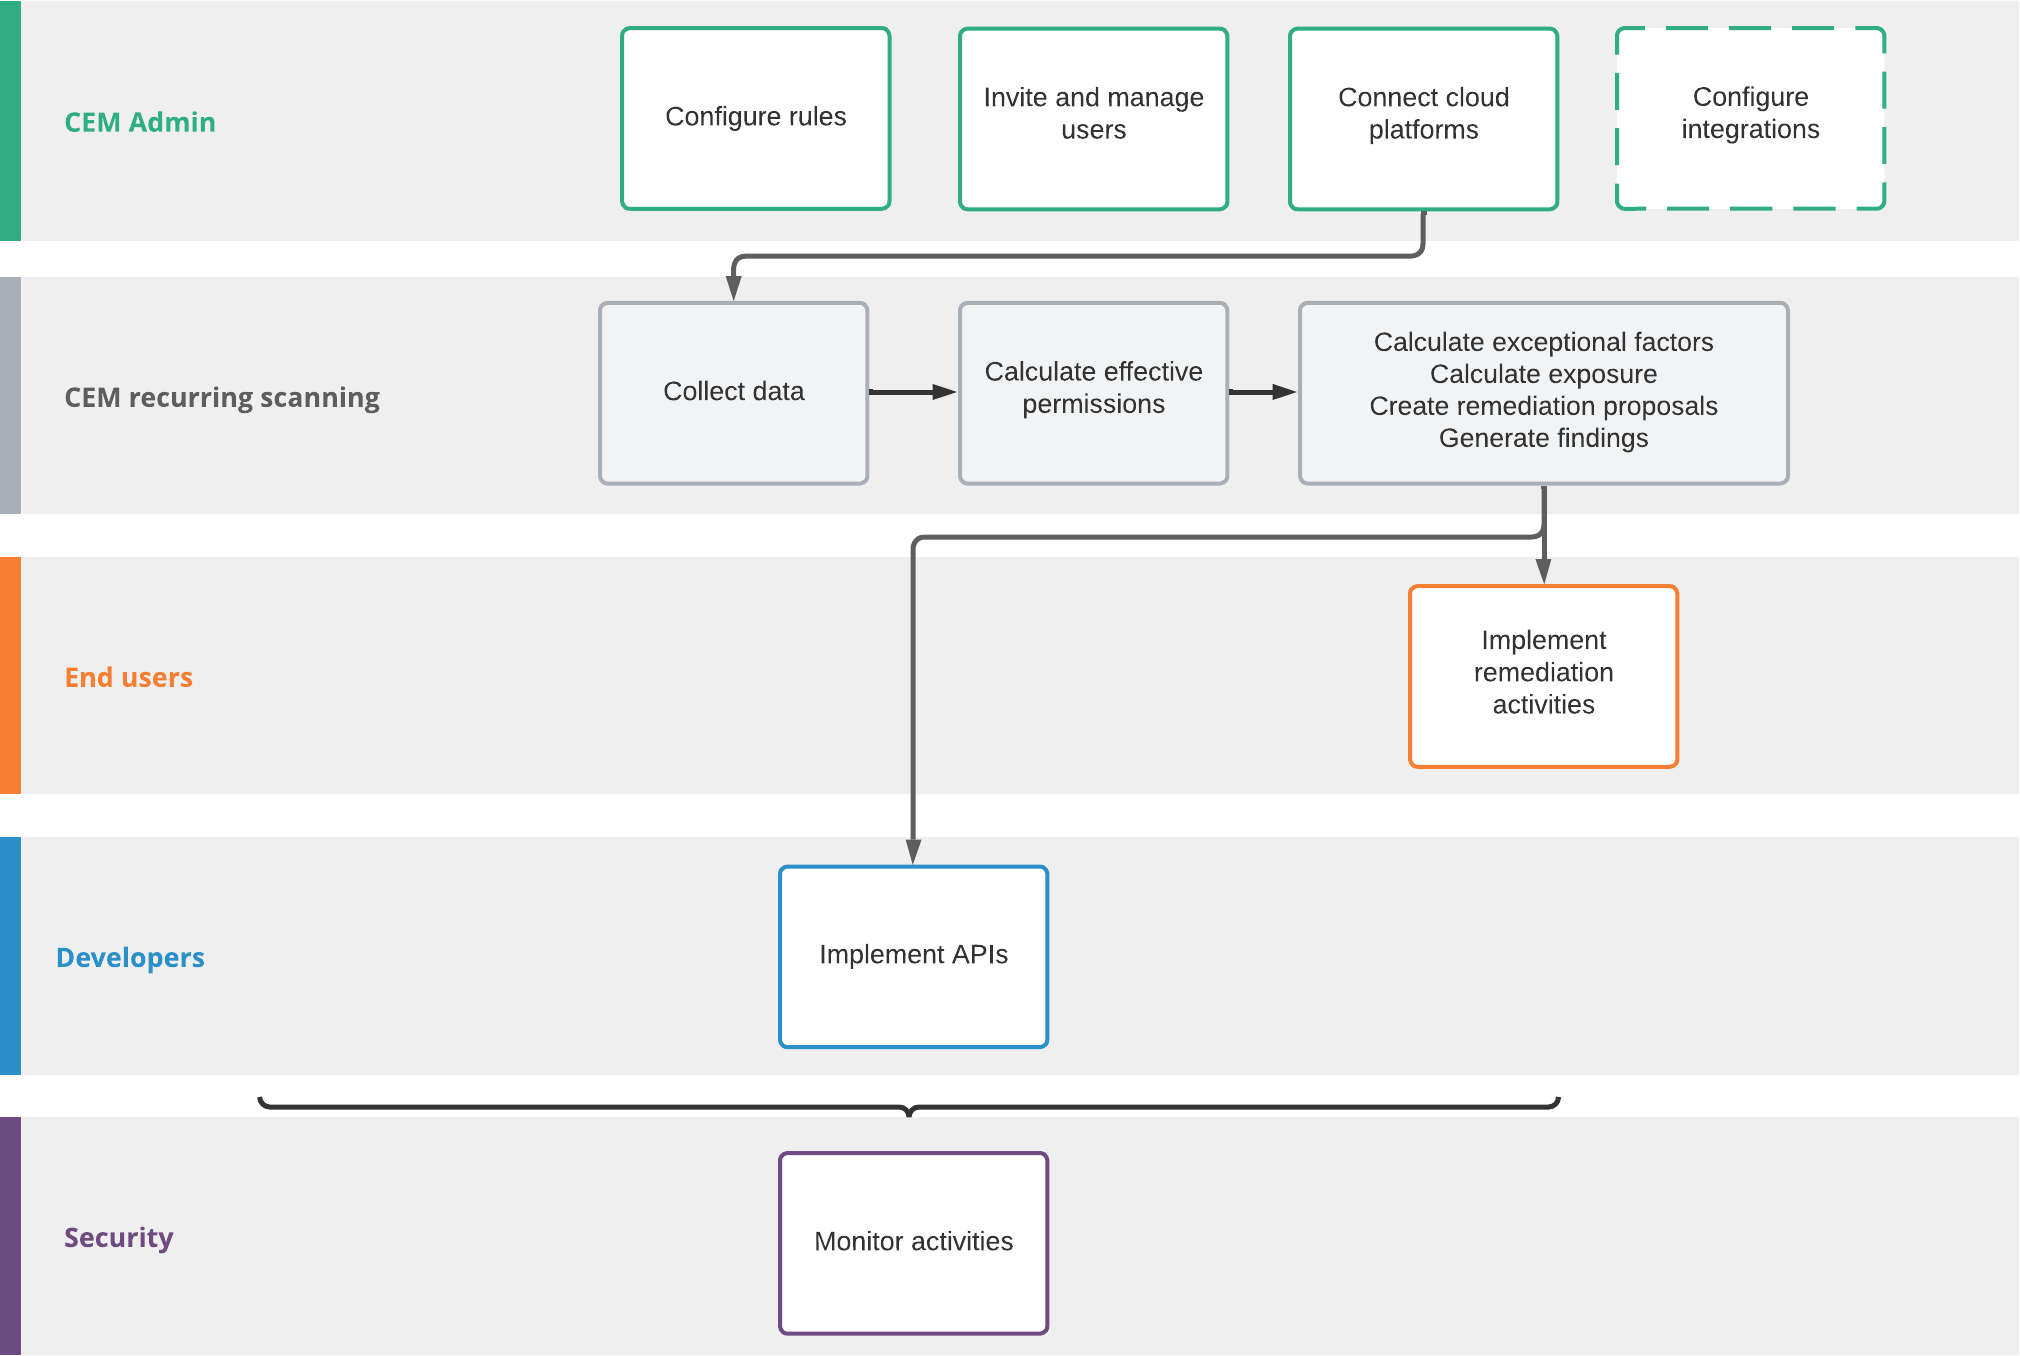 CEM Admin
Configure rules
Invite and manage
users
Connect cloud
platforms
Configure
integrations
CEM recurring scanning
Collect data
Calculate effective
permissions
Calculate exceptional factors
Calculate exposure
Create remediation proposals
Generate findings
End users
Implement
remediation
activities
Developers
Implement APIs
Security
Monitor activities